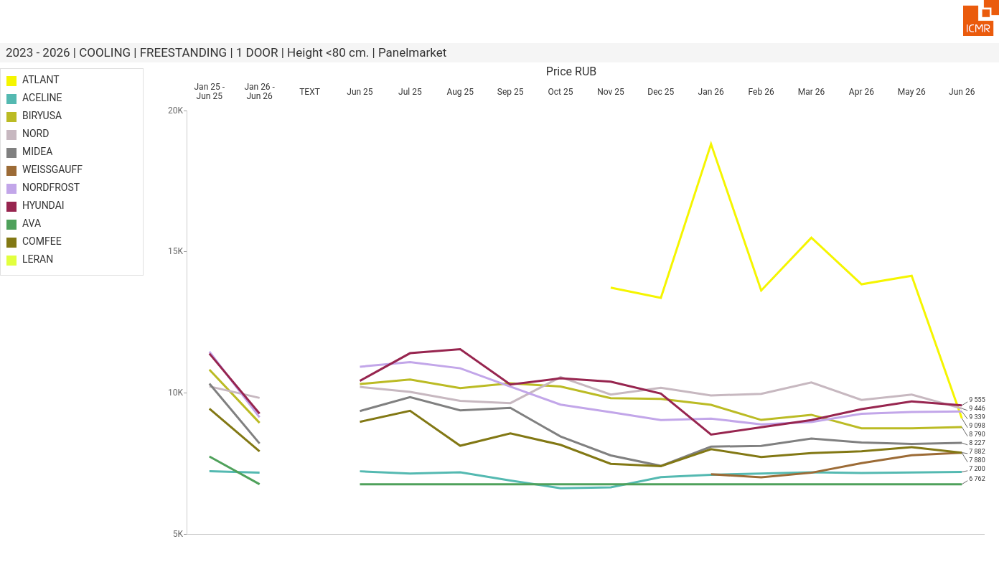 ICMR
2023 - 2026 | COOLING | FREESTANDING | 1 DOOR | Height <80 cm. | Panelmarket
ATLANT
ACELINE
BIRYUSA
NORD
MIDEA
WEISSGAUFF
NORDFROST
HYUNDAI
AVA
COMFEE
LERAN
Price RUB
Jan 25 -
Jun 25
Jan 26 -
Jun 26
TEXT
Jun 25
Jul 25
Aug 25
Sep 25
Oct 25
Nov 25
Dec 25
Jan 26
Feb 26
Mar 26
Apr 26
May 26
Jun 26
20K
15K
10K
5K
9 555
9 446
9 339
9 098
8 790
8 227
7 882
7 880
7 200
6 762